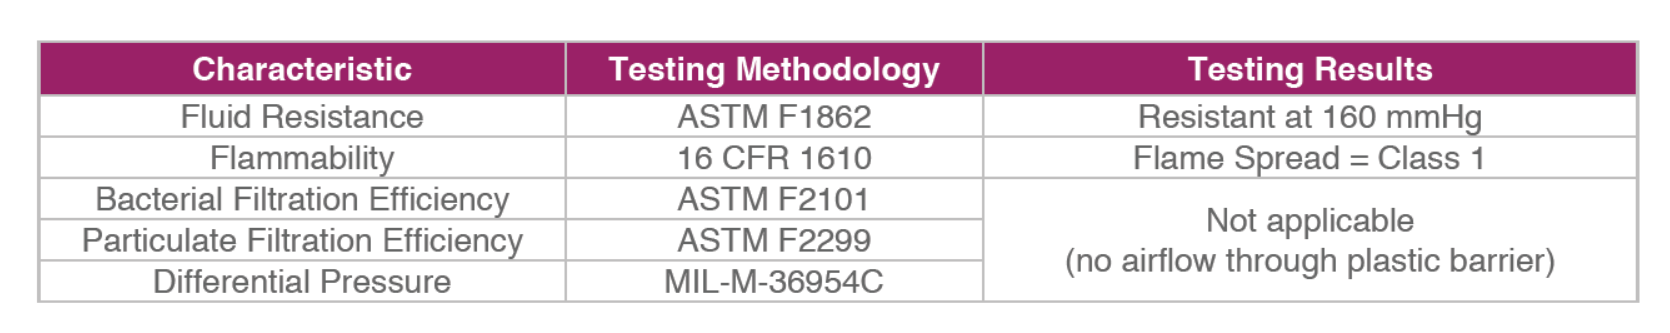 Characteristic Testing Methodology Testing Results
Fluid Resistance ASTM F1862 Resistant at 160 mmHg
Flammability 16 CFR 1610 Flame Spread = Class 1
Bacterial Filtration Efficiency ASTM F2101
Particulate Filtration Efficiency ASTM F2299
Differential Pressure MIL-M-36954C
Not applicable
(no airflow through plastic barrier)